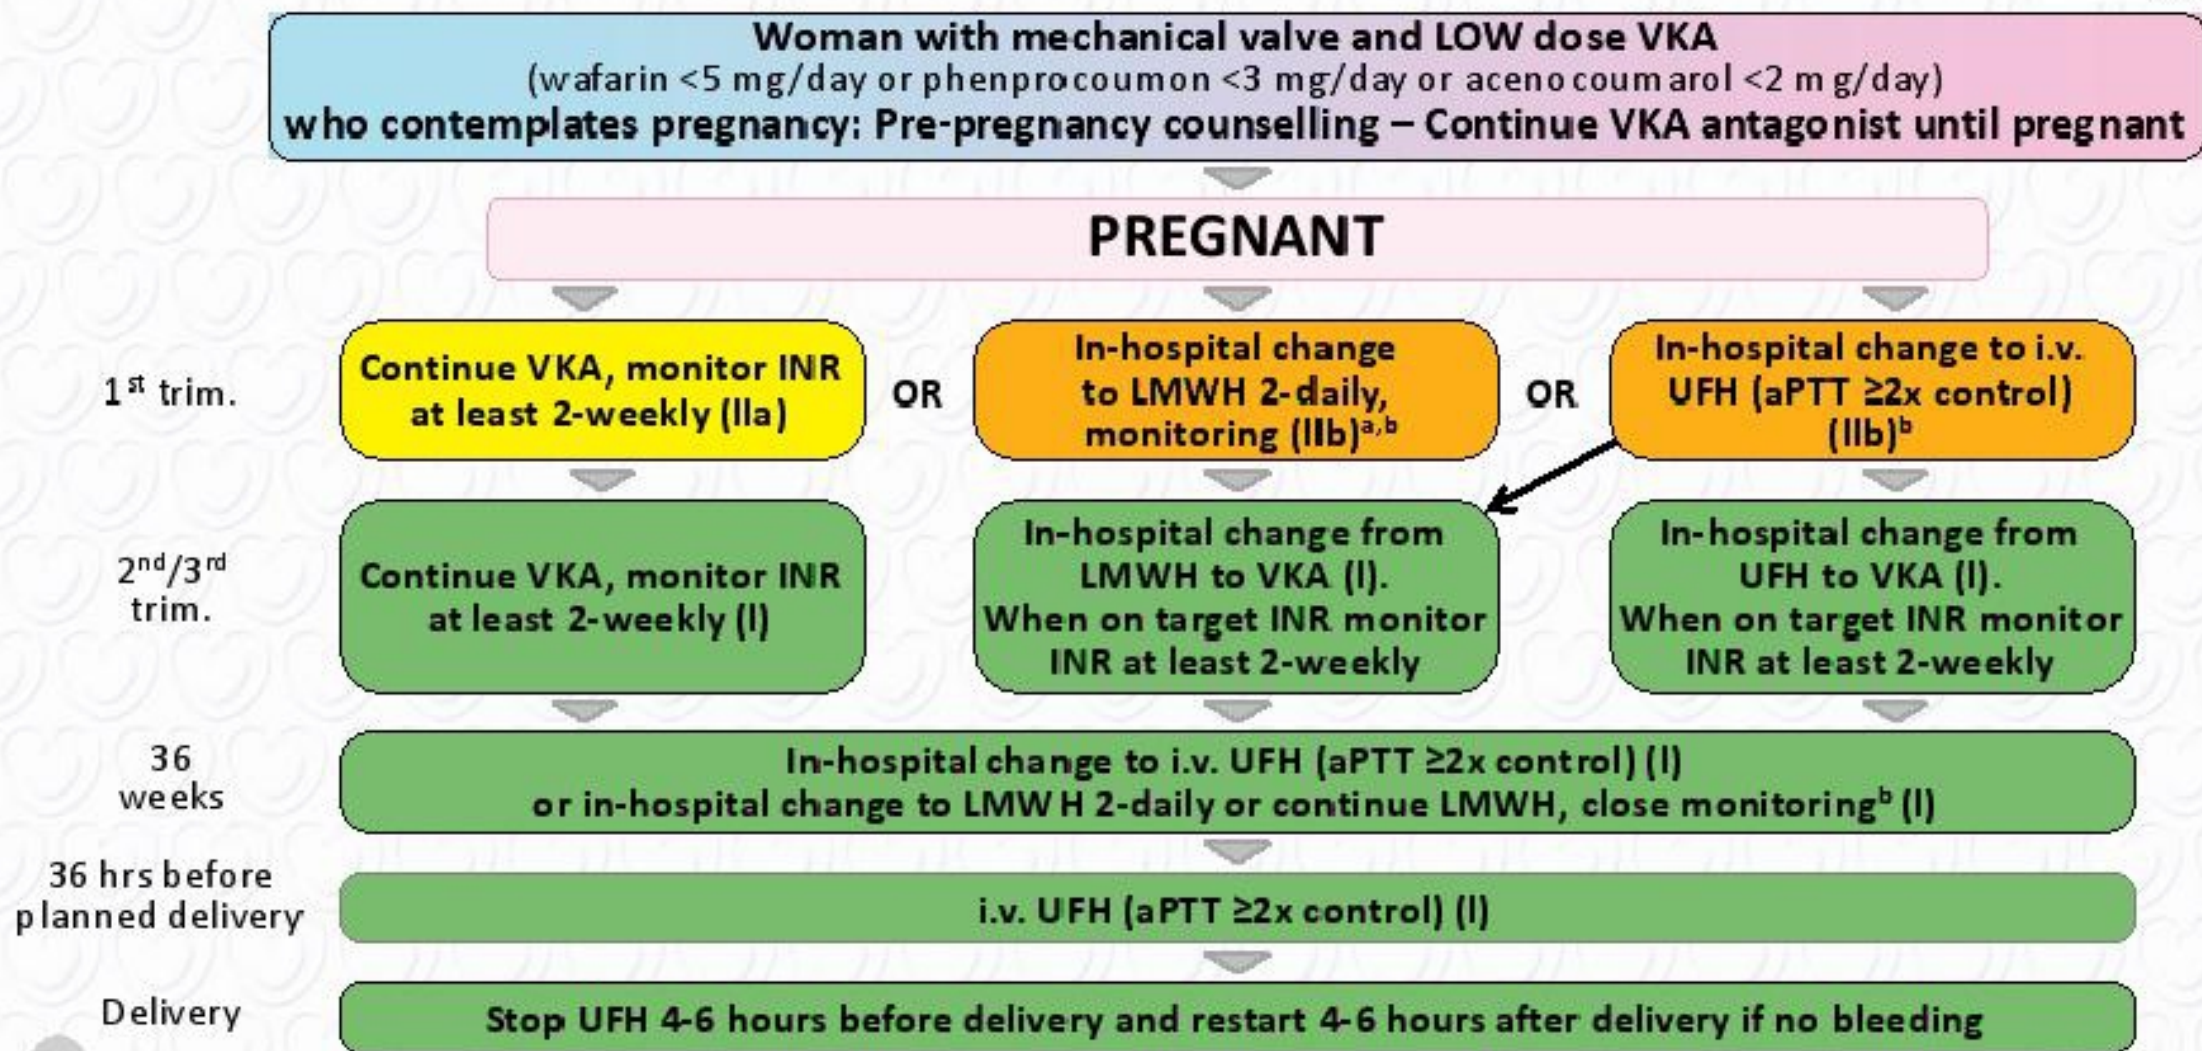 Woman with mechanical valve and LOW dose VKA
(wafarin <5 mg/day or phenprocoumon <3 mg/day or acenocoumarol <2 mg/day)
who contemplates pregnancy: Pre-pregnancy counselling – Continue VKA antagonist until pregnant
PREGNANT
1st trim.
Continue VKA, monitor INR
at least 2-weekly (IIa)
OR
In-hospital change
to LMWH 2-daily,
monitoring (IIb)a,b
OR
In-hospital change to i.v.
UFH (aPTT ≥2x control)
(IIb)b
2nd/3rd
trim.
Continue VKA, monitor INR
at least 2-weekly (I)
In-hospital change from
LMWH to VKA (I).
When on target INR monitor
INR at least 2-weekly
In-hospital change from
UFH to VKA (I).
When on target INR monitor
INR at least 2-weekly
36
weeks
In-hospital change to i.v. UFH (aPTT ≥2x control) (I)
or in-hospital change to LMWH 2-daily or continue LMWH, close monitoringb (I)
36 hrs before
planned delivery
i.v. UFH (aPTT ≥2x control) (I)
Delivery
Stop UFH 4-6 hours before delivery and restart 4-6 hours after delivery if no bleeding